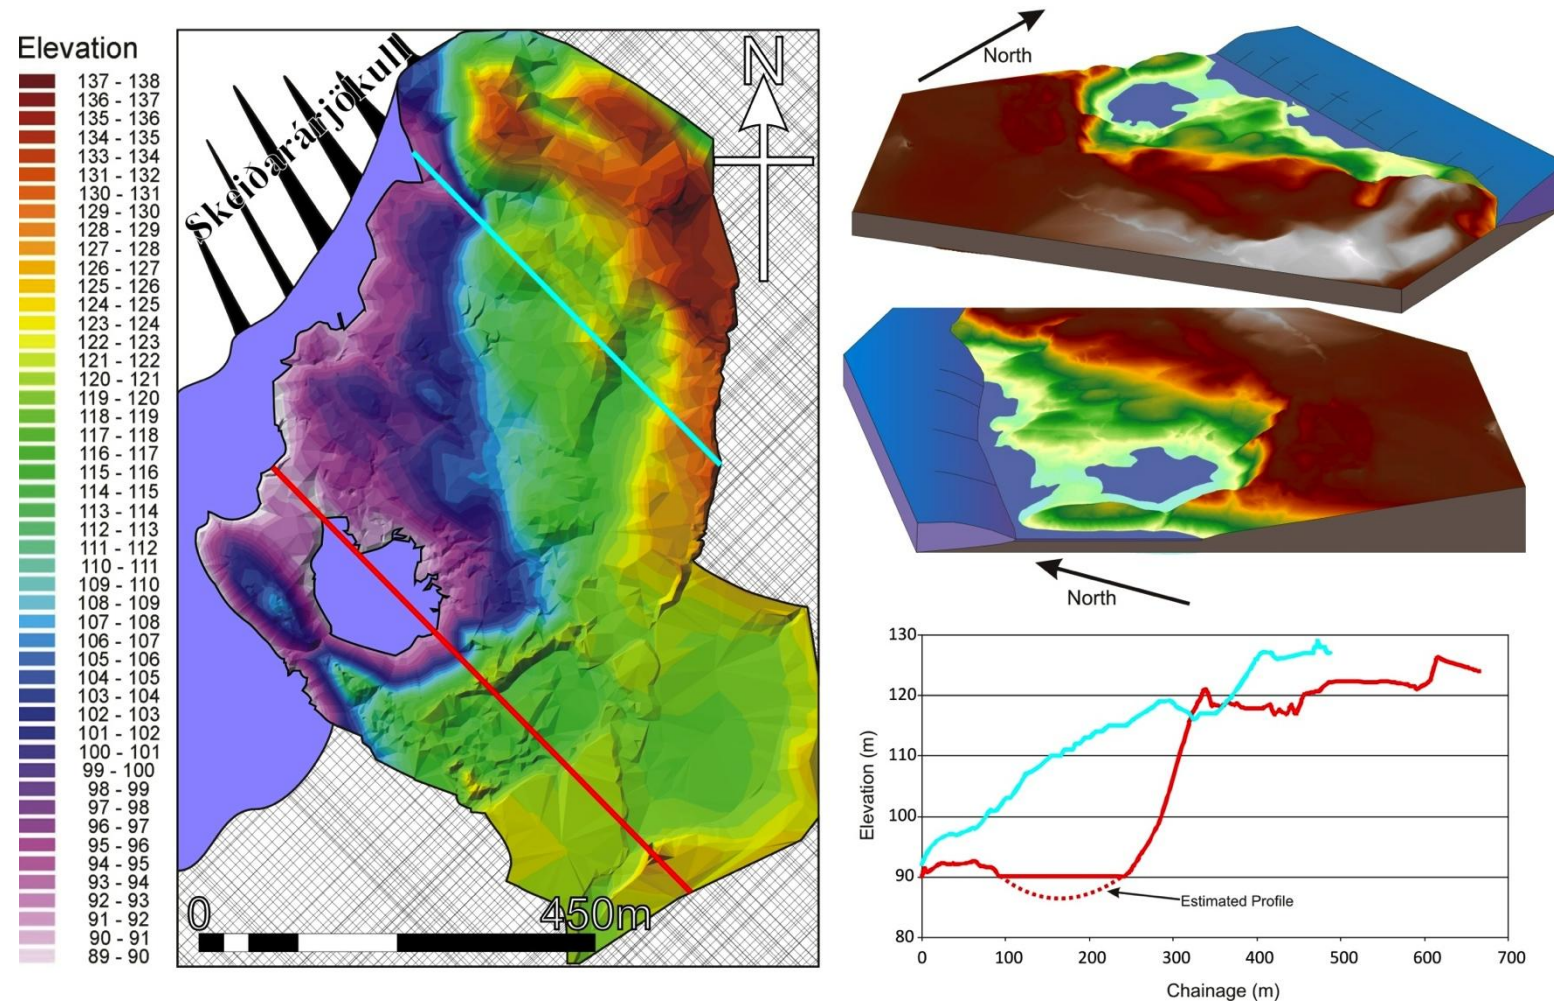 Elevation
137 - 138
136 - 137
135 - 136
134 - 135
133 - 134
131 - 132
130 - 131
129 - 130
128 - 129
127 - 128
126 - 127
125 - 126
124 - 125
123 - 124
122 - 123
121 - 122
120 - 121
119 - 120
118 - 119
117 - 118
116 - 117
115 - 116
114 - 115
113 - 114
112 - 113
111 - 112
110 - 111
109 - 110
108 - 109
107 - 108
106 - 107
105 - 106
104 - 105
103 - 104
102 - 103
101 - 102
100 - 101
99 - 100
98 - 99
97 - 98
96 - 97
95 - 96
94 - 95
93 - 94
92 - 93
91 - 92
90 - 91
89 - 90
Skeiðarárjökull
N
0
450m
North
North
Elevation (m)
130
120
110
100
90
80
Estimated Profile
0
100
200
300
400
500
600
700
Chainage (m)